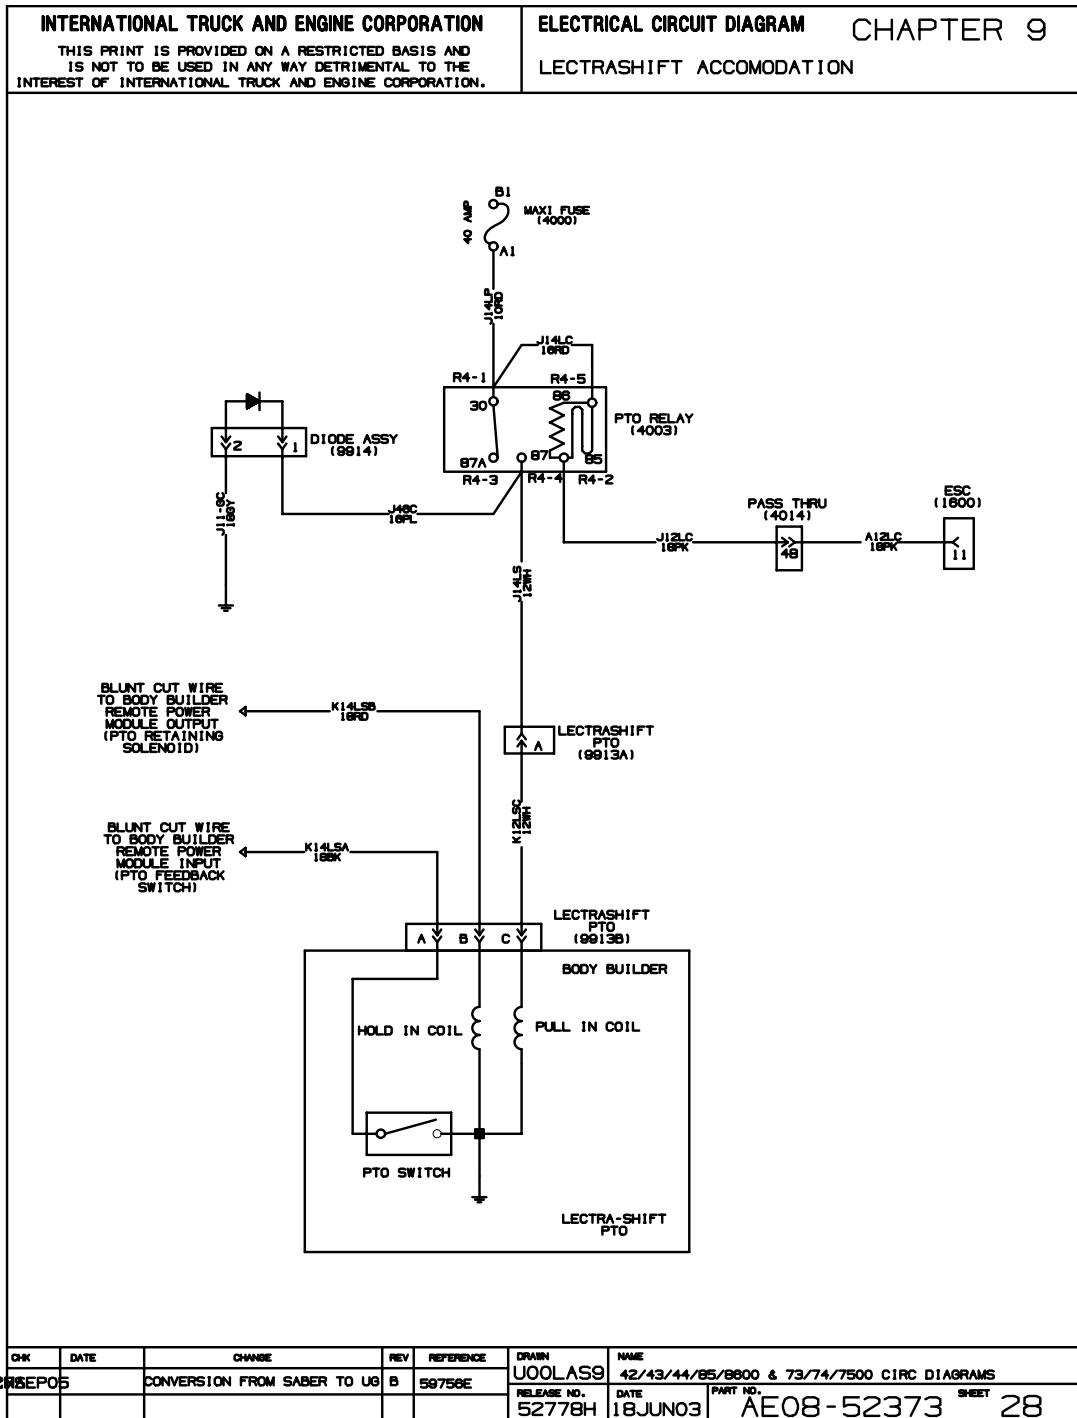 INTERNATIONAL TRUCK AND ENGINE CORPORATION
THIS PRINT IS PROVIDED ON A RESTRICTED BASIS AND
IS NOT TO BE USED IN ANY WAY DETRIMENTAL TO THE
INTEREST OF INTERNATIONAL TRUCK AND ENGINE CORPORATION.
ELECTRICAL CIRCUIT DIAGRAM
CHAPTER 9
LECTRASHIFT ACCOMODATION
B1
40 AMP
MAXI FUSE
(4000)
A1
J14LP
10RD
J14LC
16RD
R4-1
R4-5
30
86
PTO RELAY
(4003)
87A
87
85
R4-3
R4-4
R4-2
DIODE ASSY
(9914)
2
1
J11-GC
18GY
J46C
16PL
J14LS
12WH
J12LC
18PK
PASS THRU
(4014)
48
A12LC
18PK
ESC
(1600)
11
BLUNT CUT WIRE
TO BODY BUILDER
REMOTE POWER
MODULE OUTPUT
(PTO RETAINING
SOLENOID)
K14LSB
18RD
LECTRASHIFT
PTO
(9913A)
A
K12LSC
12WH
BLUNT CUT WIRE
TO BODY BUILDER
REMOTE POWER
MODULE INPUT
(PTO FEEDBACK
SWITCH)
K14LSA
18BK
LECTRASHIFT
PTO
(9913B)
A
B
C
BODY BUILDER
HOLD IN COIL
PULL IN COIL
PTO SWITCH
LECTRA-SHIFT
PTO
CHK
DATE
CHANGE
REV
REFERENCE
SEP05
CONVERSION FROM SABER TO UG
B
59756E
DRAWN
U00LAS9
NAME
42/43/44/85/8600 & 73/74/7500 CIRC DIAGRAMS
RELEASE NO.
52778H
DATE
18JUN03
PART NO.
AE08-52373
SHEET
28